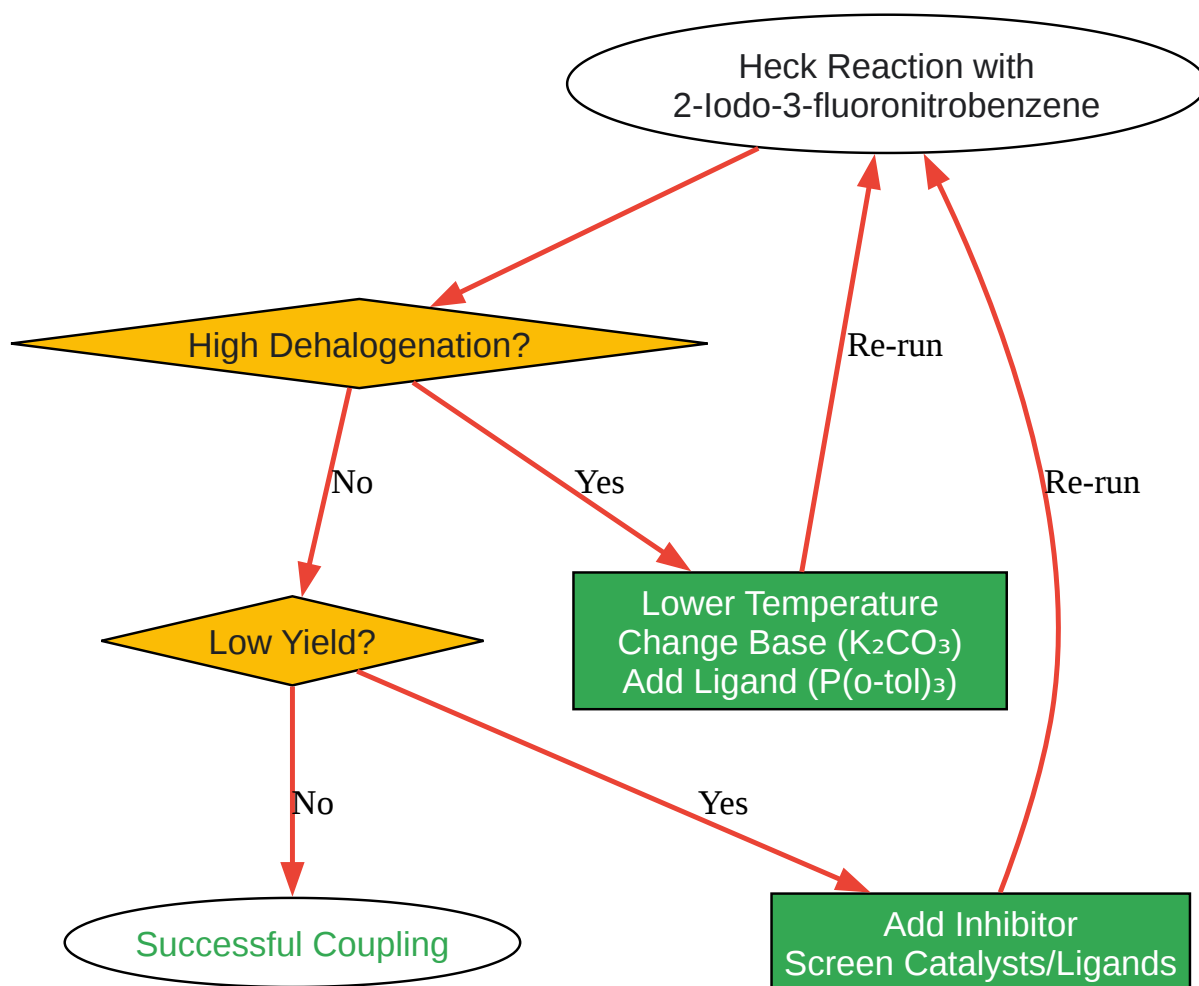 Heck Reaction with
2-Iodo-3-fluoronitrobenzene
High Dehalogenation?
Re-run
No
Yes
Re-run
Lower Temperature
Change Base (K₂CO₃)
Add Ligand (P(o-tol)₃)
Low Yield?
No
Yes
Successful Coupling
Add Inhibitor
Screen Catalysts/Ligands